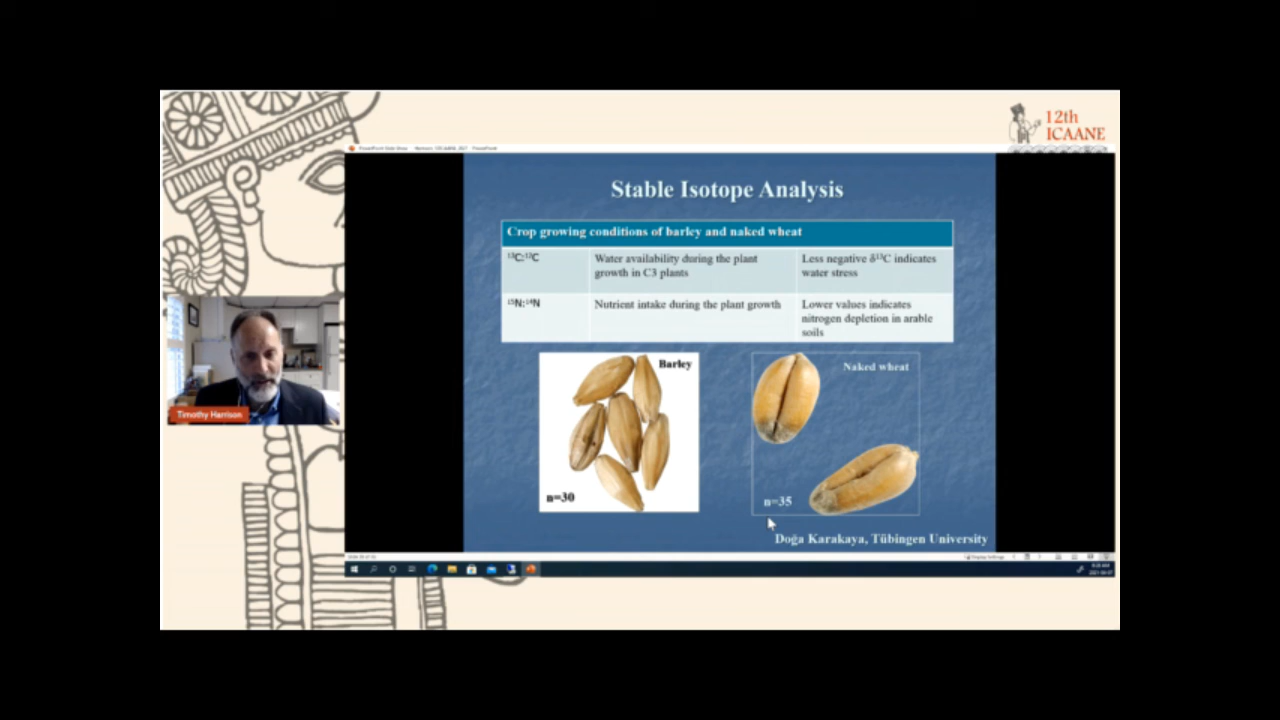 12th
ICAANE
Stable Isotope Analysis
Crop growing conditions of barley and naked wheat
¹³C:¹²C
Water availability during the plant
growth in C3 plants
Less negative δ¹³C indicates
water stress
¹⁵N:¹⁴N
Nutrient intake during the plant growth
Lower values indicates
nitrogen depletion in arable
soils
Barley
n=30
Naked wheat
n=35
Doğa Karakaya, Tübingen University
Timothy Harrison